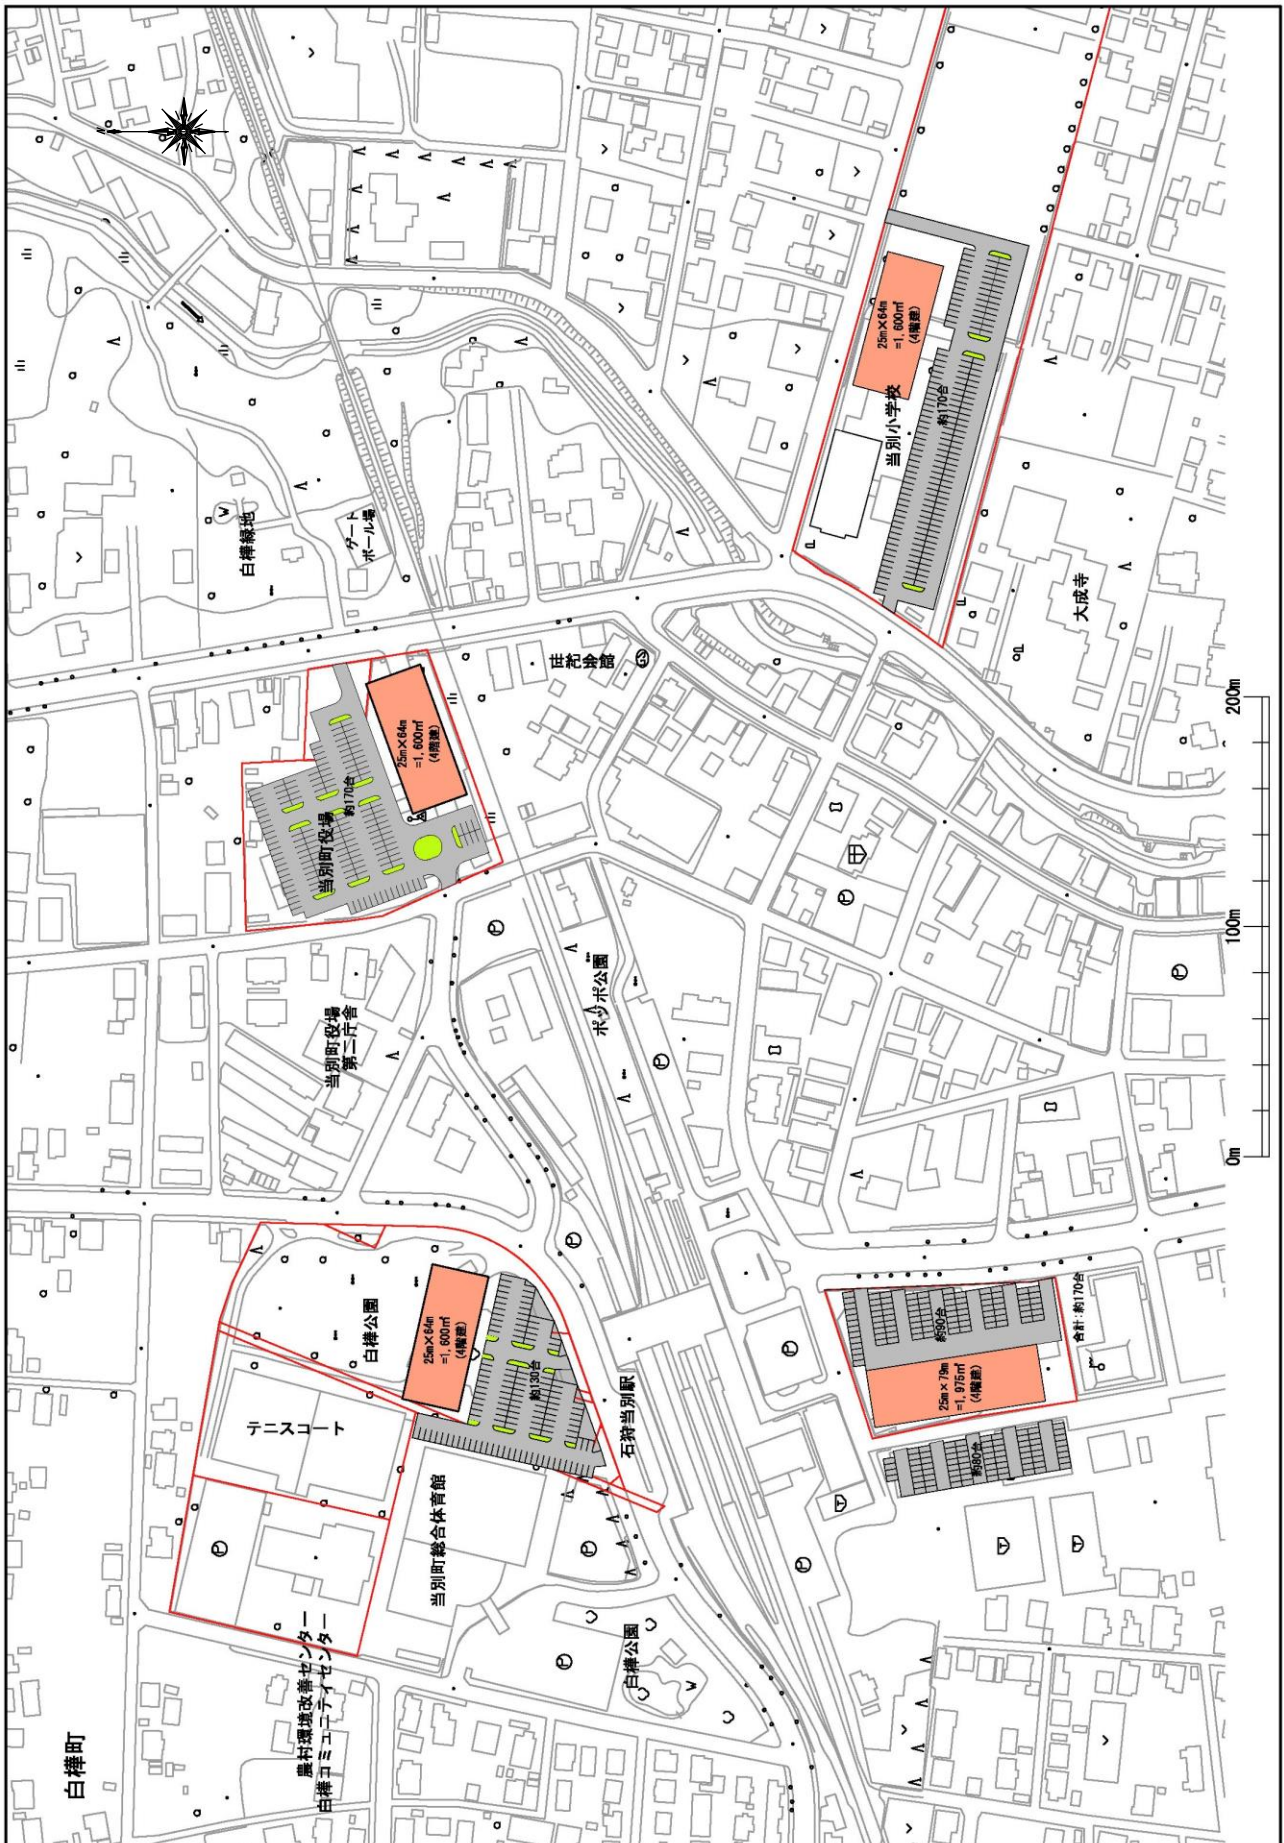 白樺町
農村環境改善センター
白樺コミュニティセンター
テニスコート
白樺公園
25m×64m
=1,600㎡
(4階建)
約130台
当別町総合体育館
石狩当別駅
白樺公園
当別町役場
第二庁舎
当別町役場
約170台
25m×64m
=1,600㎡
(4階建)
白樺緑地
ゲート
ボール場
世紀会館
ポッポ公園
25m×79m
=1,975㎡
(4階建)
約90台
約80台
合計:約170台
当別小学校
25m×64m
=1,600㎡
(4階建)
約170台
大成寺
0m
100m
200m